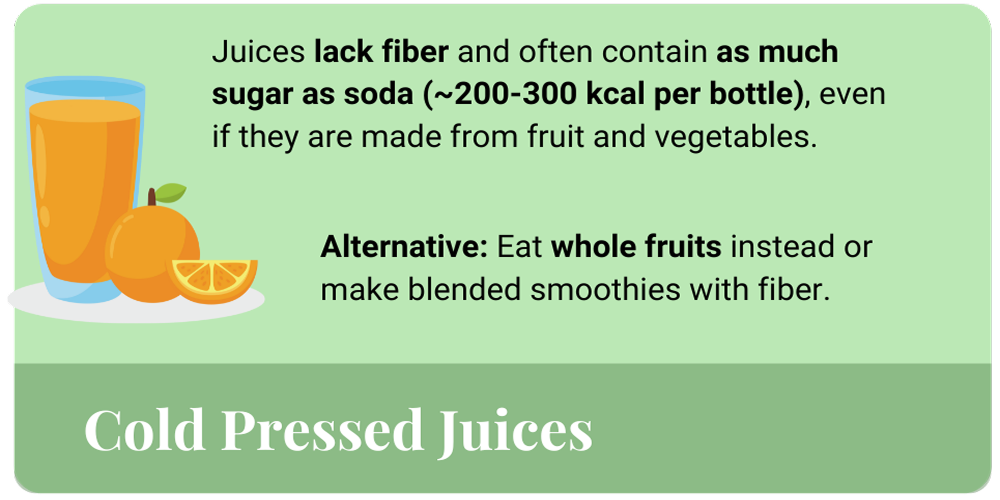 Juices lack fiber and often contain as much
sugar as soda (~200-300 kcal per bottle), even
if they are made from fruit and vegetables.
Alternative: Eat whole fruits instead or
make blended smoothies with fiber.
Cold Pressed Juices